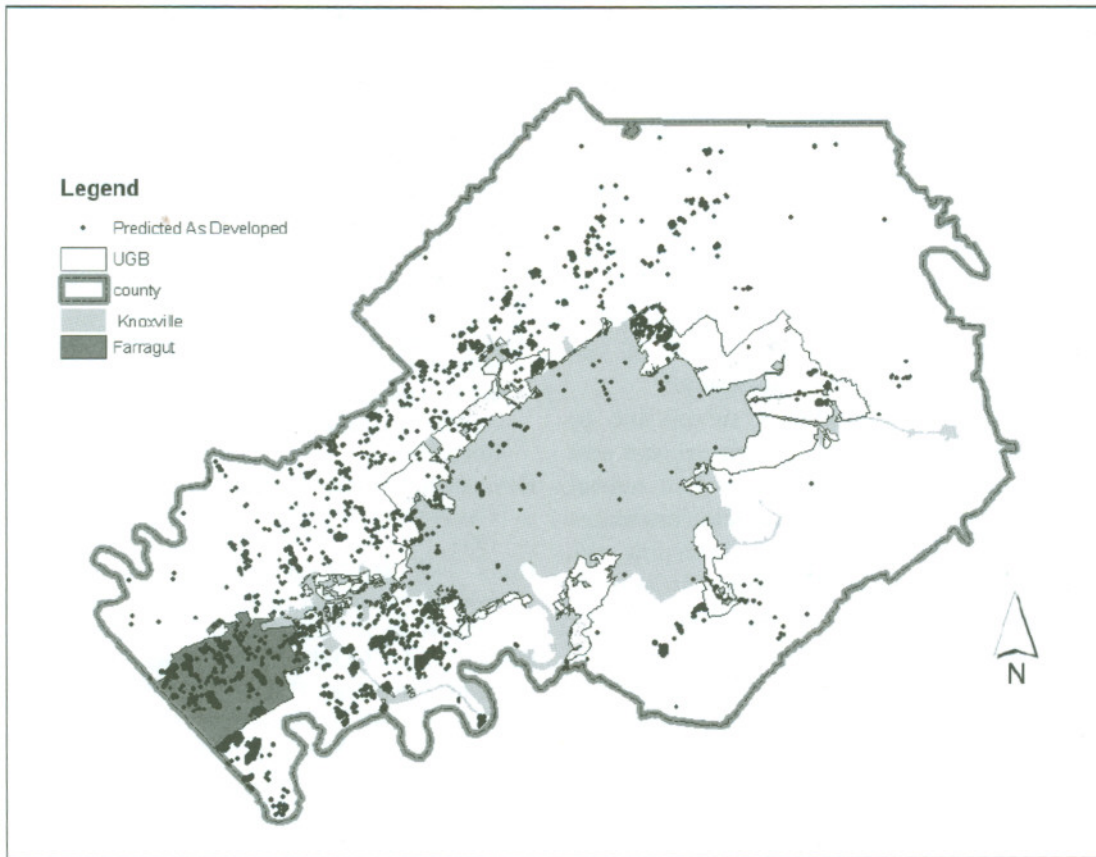 Legend
Predicted As Developed
UGB
county
Knoxville
Farragut
N